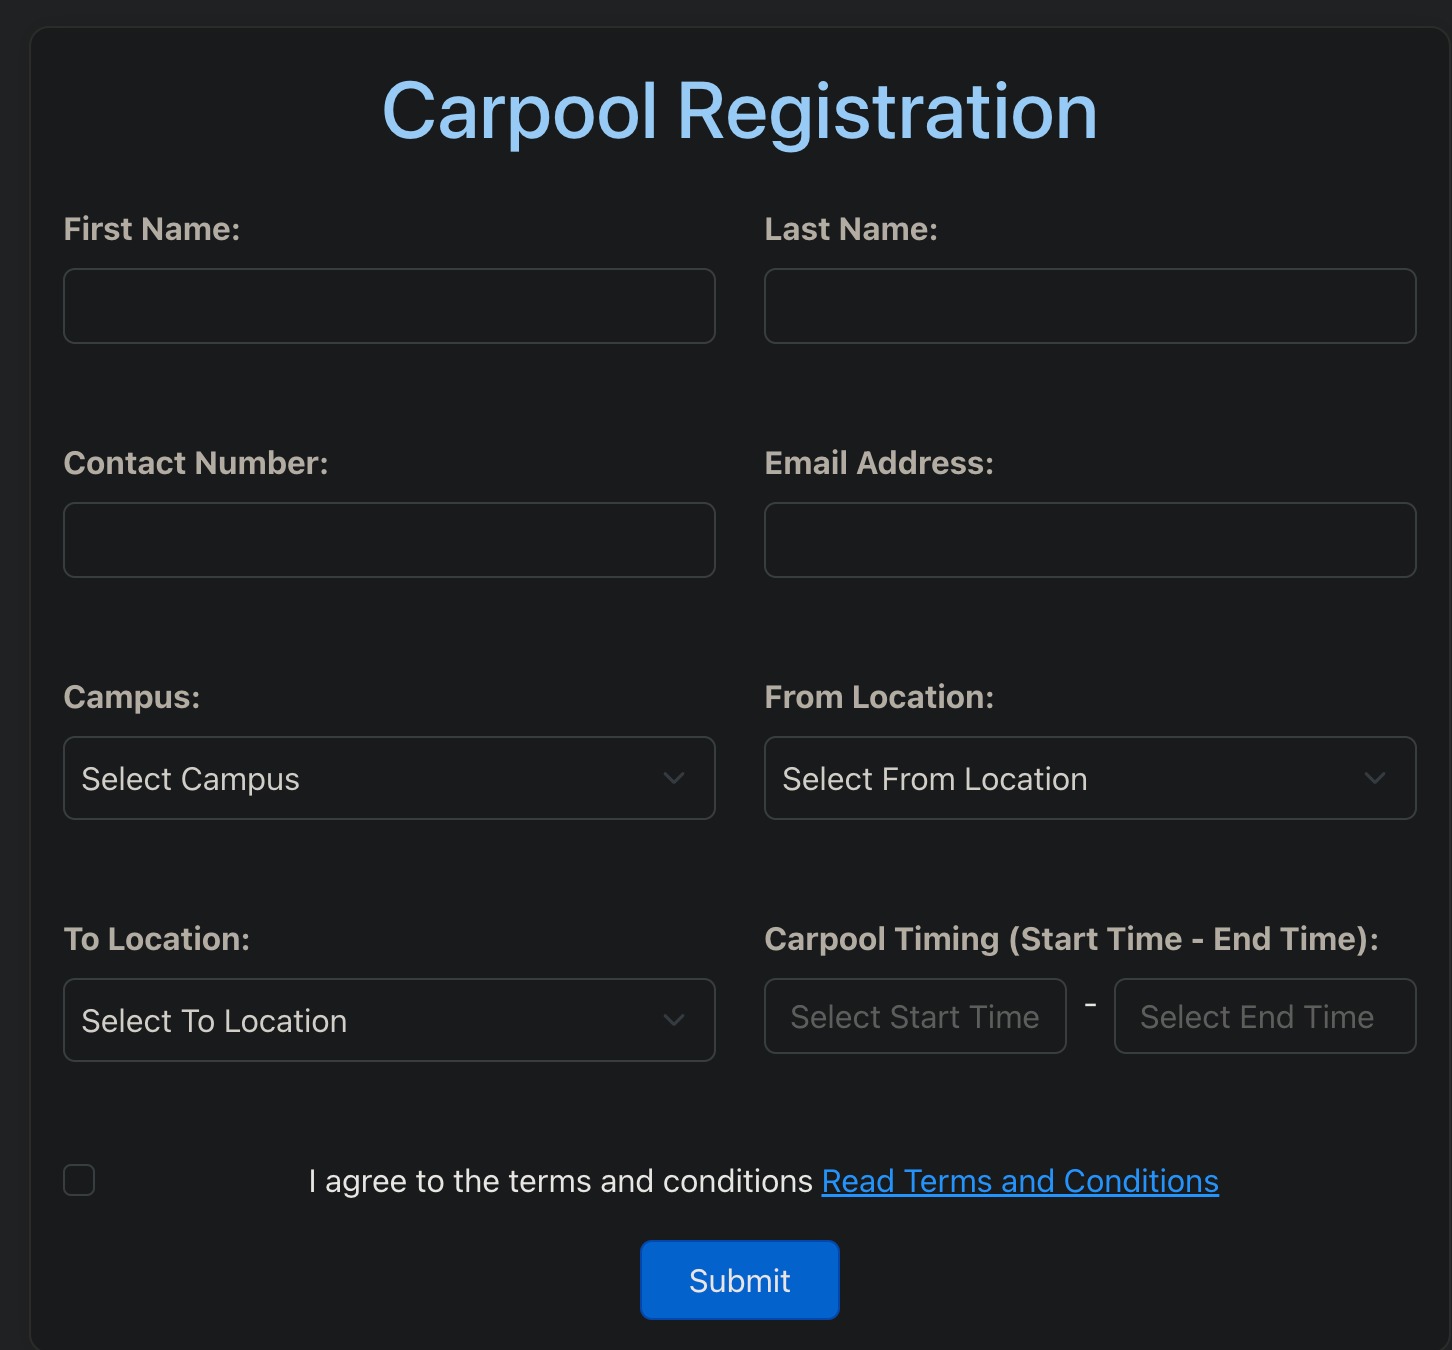 Carpool Registration
First Name:
Last Name:
Contact Number:
Email Address:
Campus:
From Location:
Select Campus
Select From Location
To Location:
Carpool Timing (Start Time - End Time):
Select To Location
Select Start Time - Select End Time
I agree to the terms and conditions Read Terms and Conditions
Submit